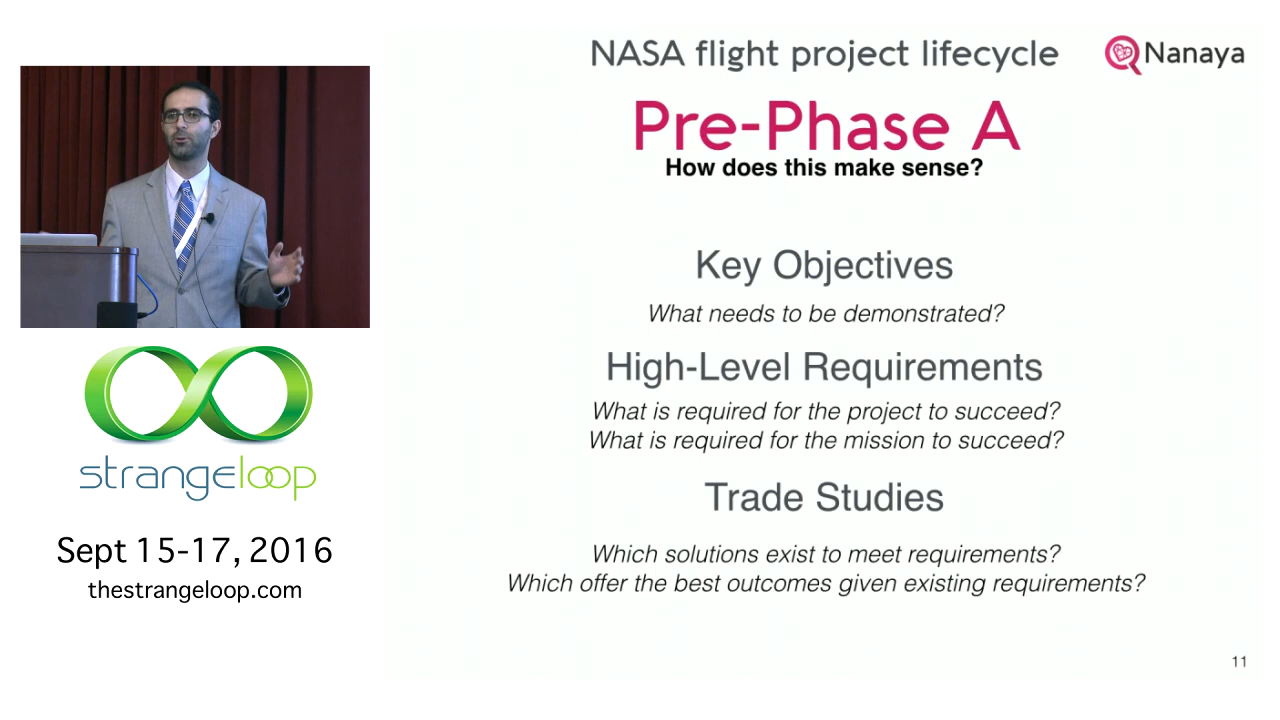 NASA flight project lifecycle
Nanaya
Pre-Phase A
How does this make sense?
Key Objectives
What needs to be demonstrated?
High-Level Requirements
What is required for the project to succeed?
What is required for the mission to succeed?
Trade Studies
Which solutions exist to meet requirements?
Which offer the best outcomes given existing requirements?
11
strangeloop
Sept 15-17, 2016
thestrangeloop.com